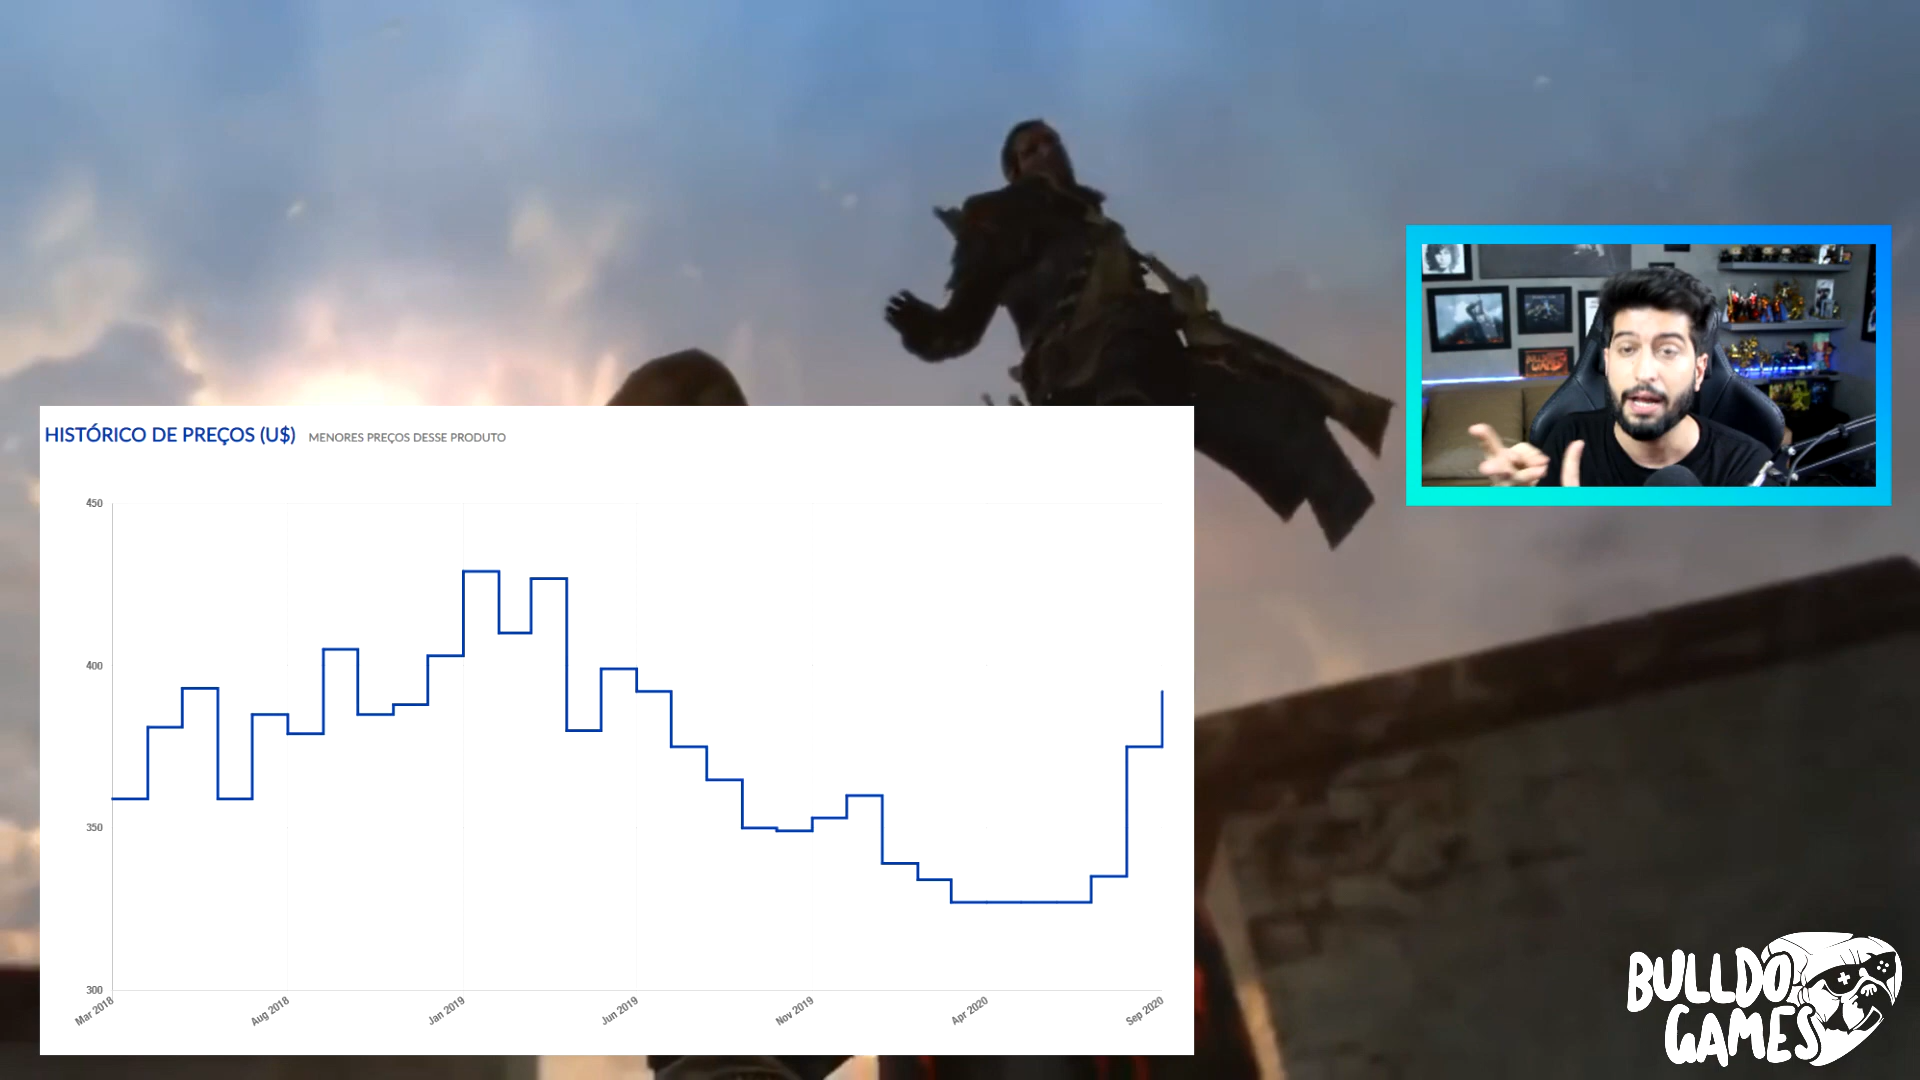 HISTÓRICO DE PREÇOS (U$) MENORES PREÇOS DESSE PRODUTO
450
400
350
300
Mar 2018
Aug 2018
Jan 2019
Jun 2019
Nov 2019
Apr 2020
Sep 2020
BULLDO
GAMES